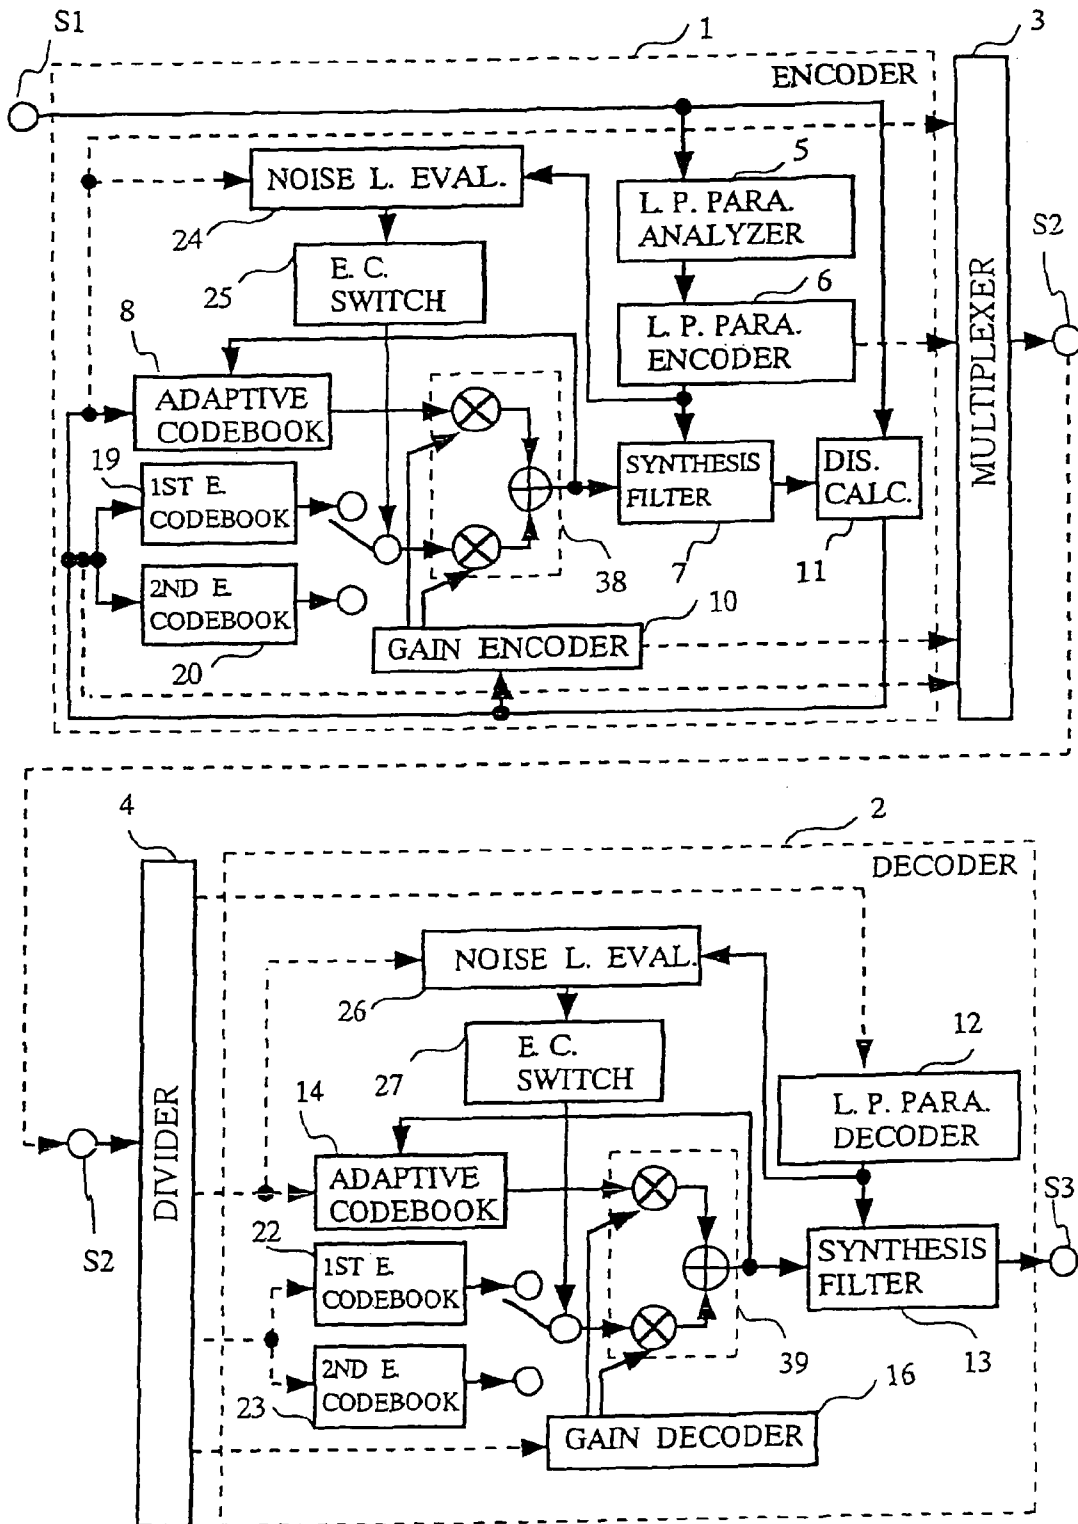 S1
1
3
ENCODER
5
NOISE L. EVAL.
24
L. P. PARA.
ANALYZER
S2
25
E. C.
SWITCH
6
L. P. PARA.
ENCODER
MULTIPLEXER
8
ADAPTIVE
CODEBOOK
19
1ST E.
CODEBOOK
SYNTHESIS
FILTER
DIS.
CALC.
38
7
11
2ND E.
CODEBOOK
20
10
GAIN ENCODER
4
2
DECODER
NOISE L. EVAL.
26
E. C.
SWITCH
27
12
L. P. PARA.
DECODER
14
ADAPTIVE
CODEBOOK
DIVIDER
S2
S3
22
1ST E.
CODEBOOK
SYNTHESIS
FILTER
39
13
2ND E.
CODEBOOK
23
16
GAIN DECODER